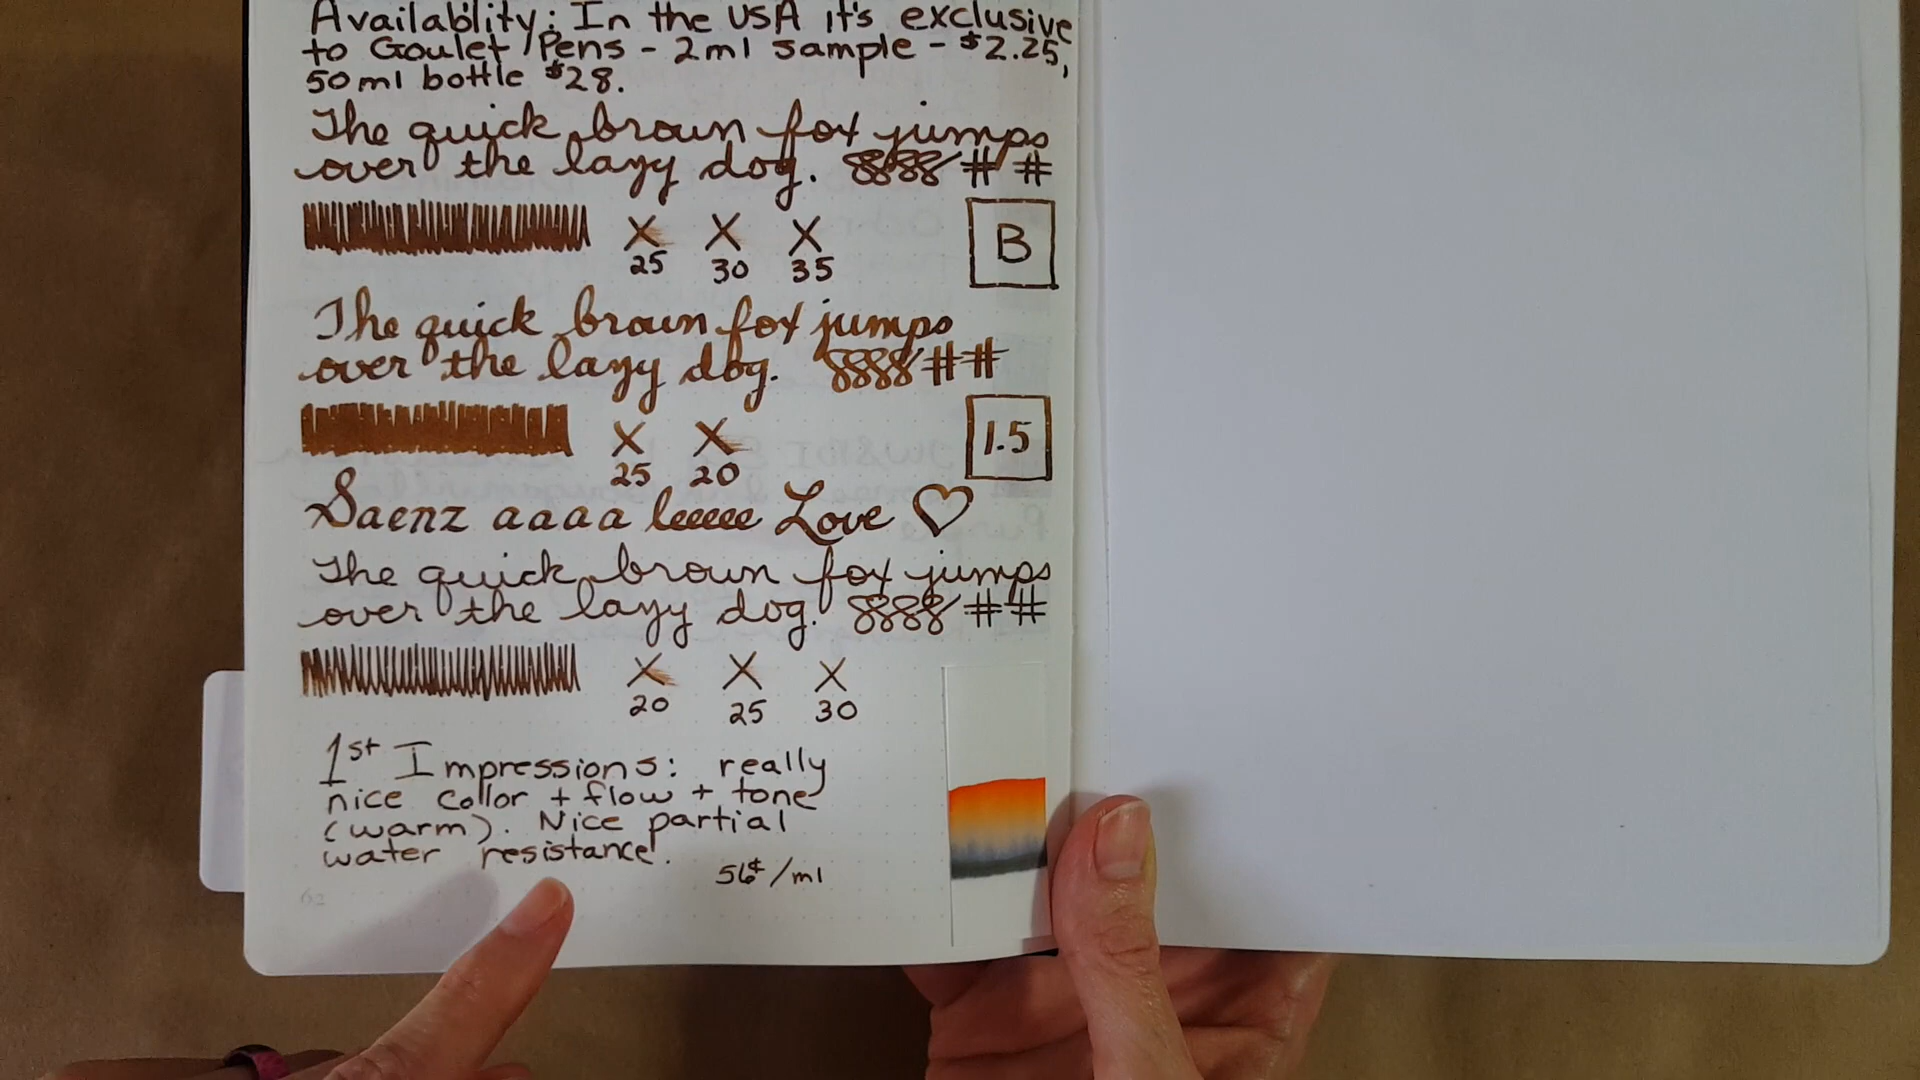 Availability: In the USA it's exclusive
to Goulet Pens - 2ml sample - $2.25,
50ml bottle $28.
The quick brown fox jumps
over the lazy dog. 8888 # #
X X X
25 30 35
B
The quick brown fox jumps
over the lazy dog. 8888 # #
X X
25 20
1.5
Saenz aaaa leeeee Love ♡
The quick brown fox jumps
over the lazy dog. 8888 # #
X X X
20 25 30
1st Impressions: really
nice color + flow + tone
(warm). Nice partial
water resistance.
56¢/ml